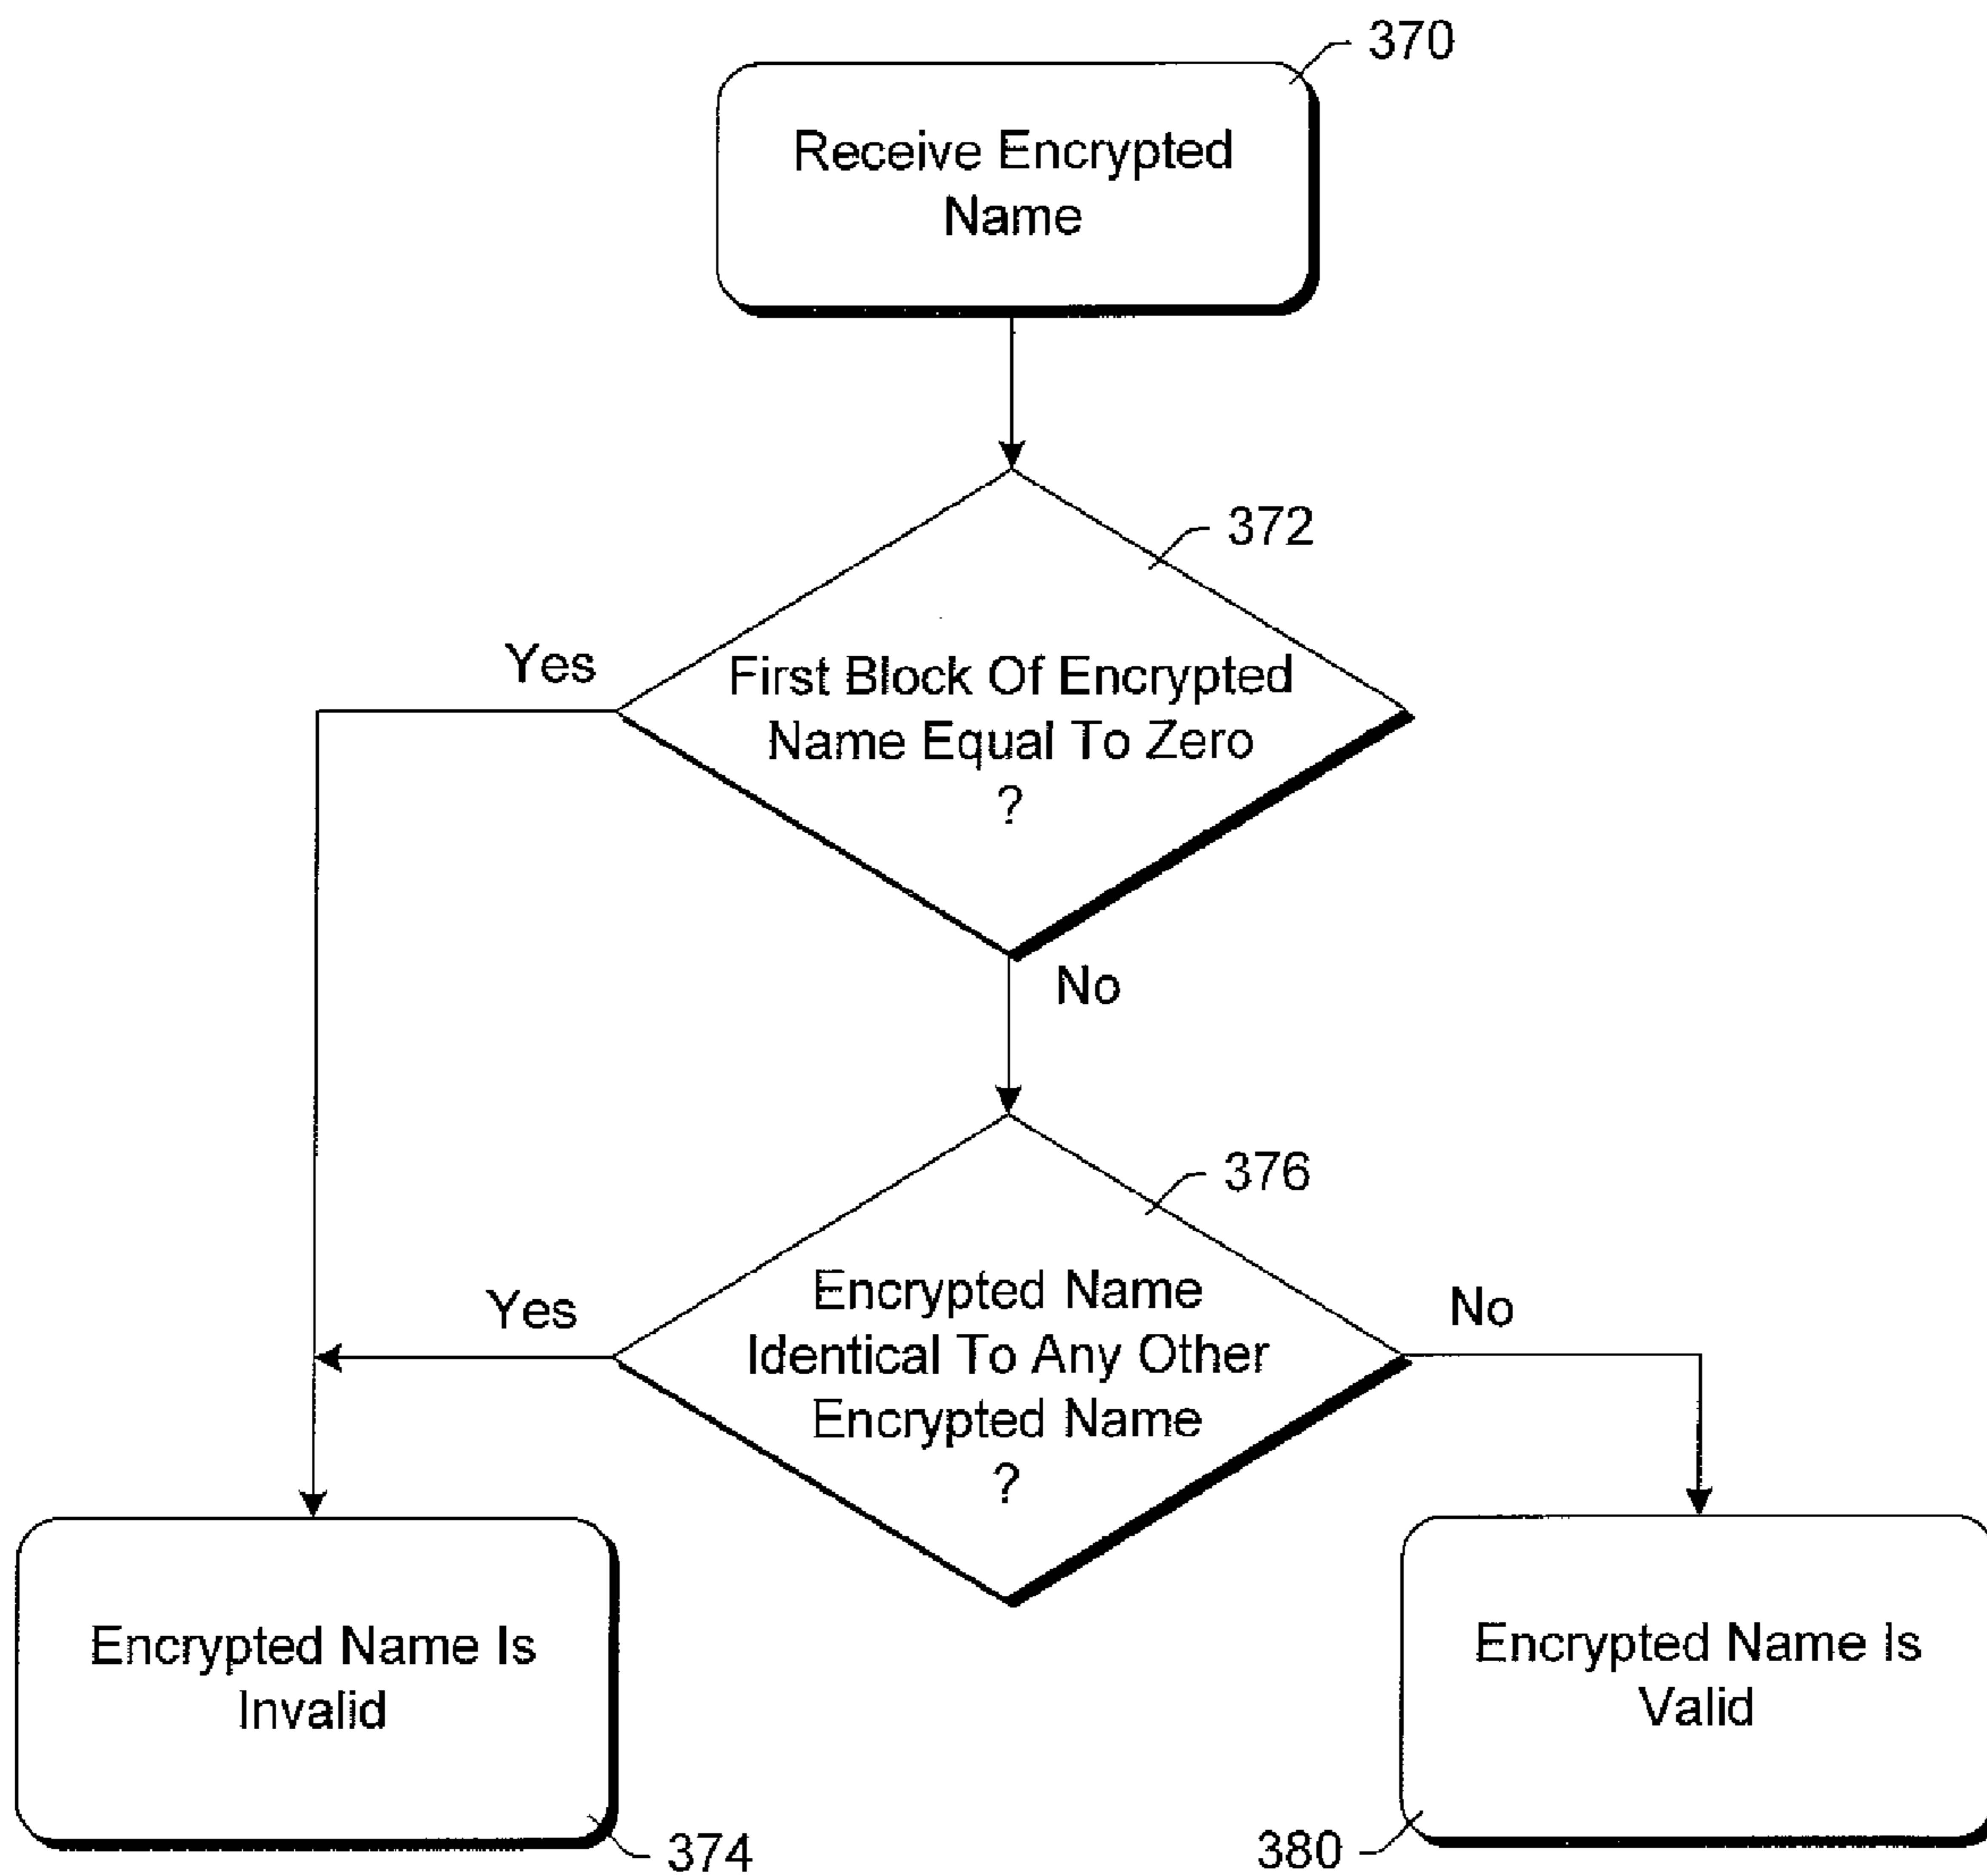 370
Receive Encrypted
Name
372
Yes
First Block Of Encrypted
Name Equal To Zero
?
No
376
Yes
Encrypted Name
Identical To Any Other
Encrypted Name
?
No
Encrypted Name Is
Invalid
374
Encrypted Name Is
Valid
380